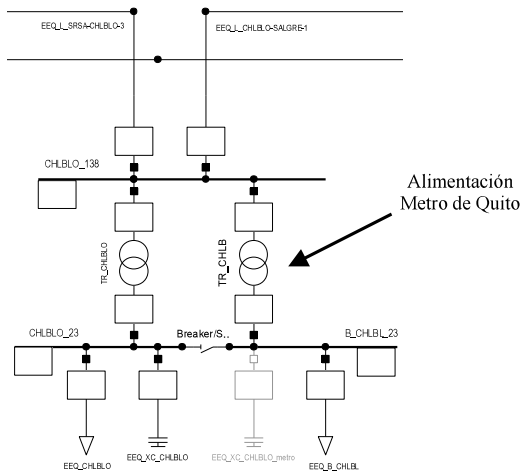 EEQ_L_SRSA-CHLBLO-3
EEQ_L_CHLBLO-SALGRE-1
CHLBLO_138
Alimentación
Metro de Quito
TR_CHLBLO
TR_CHLB
CHLBLO_23
Breaker/S..
B_CHLBL_23
EEQ_CHLBLO
EEQ_XC_CHLBLO
EEQ_XC_CHLBLO_metro
EEQ_B_CHLBL